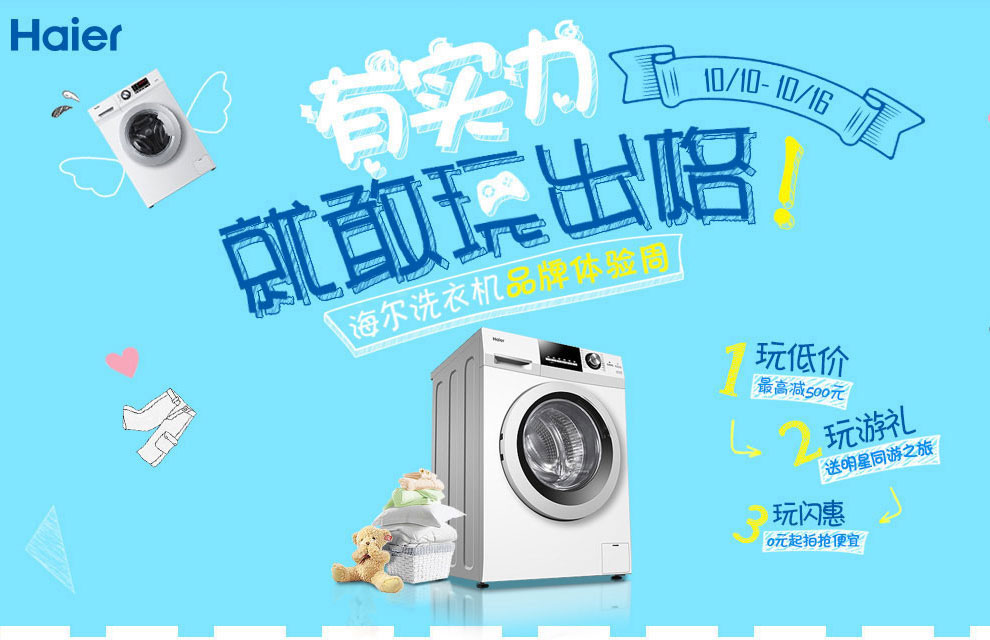 Haier
有实力
10/10-10/16
就敢玩出格！
海尔洗衣机品牌体验周
Haier
1 玩低价
最高减500元
2 玩游礼
送明星同游之旅
3 玩闪惠
0元起拍抢便宜